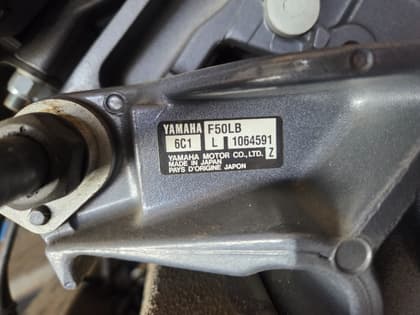 YAMAHA F50LB
6C1 L 1064591
YAMAHA MOTOR CO., LTD. Z
MADE IN JAPAN
PAYS D'ORIGINE JAPON